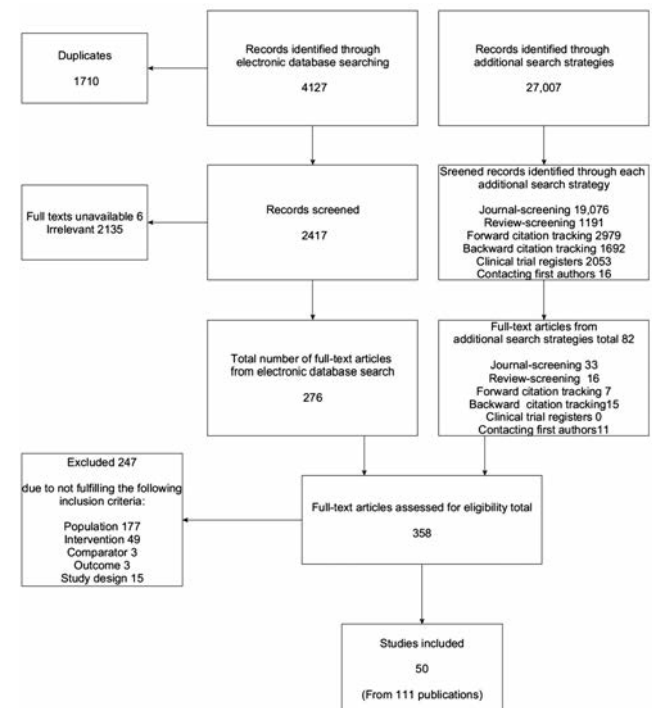 Duplicates
1710
Records identified through
electronic database searching
4127
Records identified through
additional search strategies
27,007
Full texts unavailable 6
Irrelevant 2135
Records screened
2417
Sreened records identified through each
additional search strategy
Journal-screening 19,076
Review-screening 1191
Forward citation tracking 2979
Backward citation tracking 1692
Clinical trial registers 2053
Contacting first authors 16
Total number of full-text articles
from electronic database search
276
Full-text articles from
additional search strategies total 82
Journal-screening 33
Review-screening 16
Forward citation tracking 7
Backward citation tracking15
Clinical trial registers 0
Contacting first authors11
Excluded 247
due to not fulfilling the following
inclusion criteria:
Population 177
Intervention 49
Comparator 3
Outcome 3
Study design 15
Full-text articles assessed for eligibility total
358
Studies included
50
(From 111 publications)